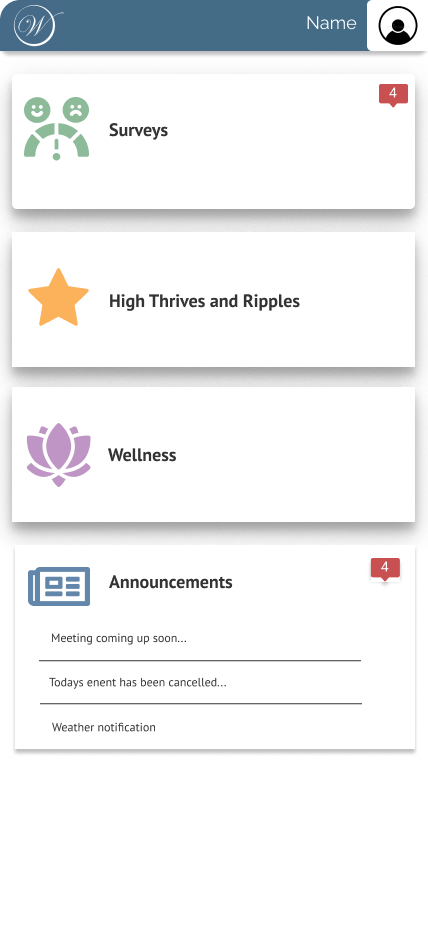 W
Name
4
Surveys
High Thrives and Ripples
Wellness
4
Announcements
Meeting coming up soon...
Todays enent has been cancelled...
Weather notification